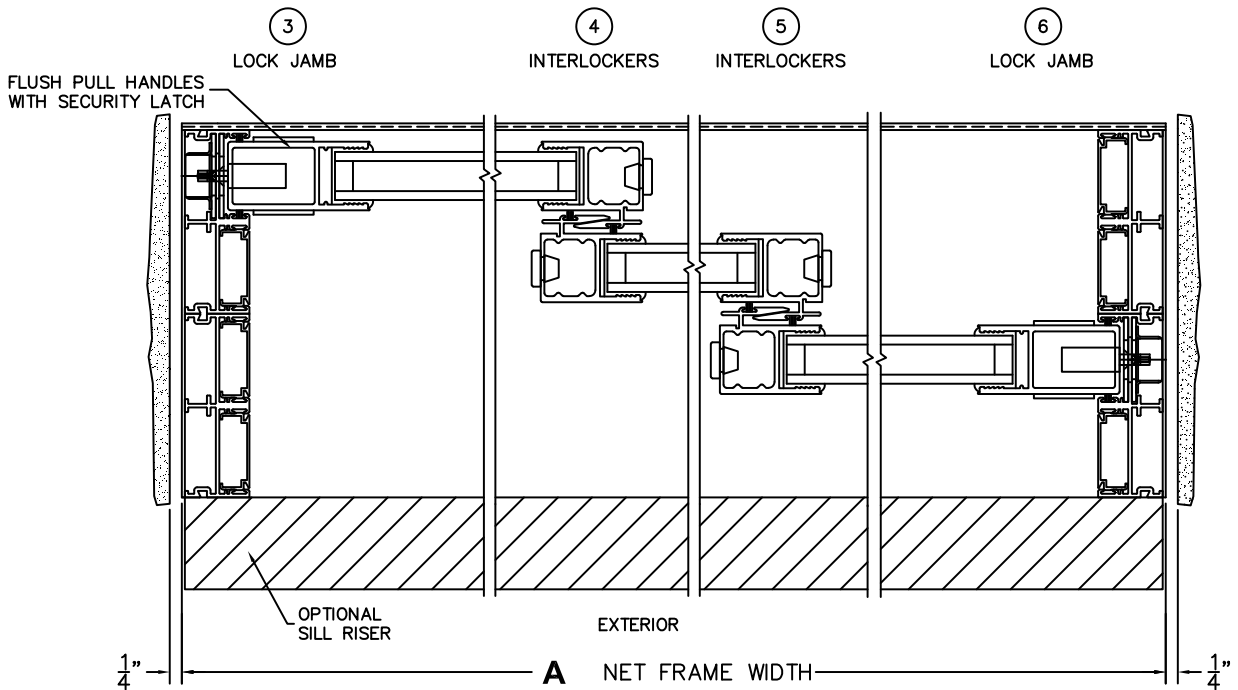 3
4
5
6
LOCK JAMB
INTERLOCKERS
INTERLOCKERS
LOCK JAMB
FLUSH PULL HANDLES
WITH SECURITY LATCH
OPTIONAL
SILL RISER
EXTERIOR
1/4"
A NET FRAME WIDTH
1/4"